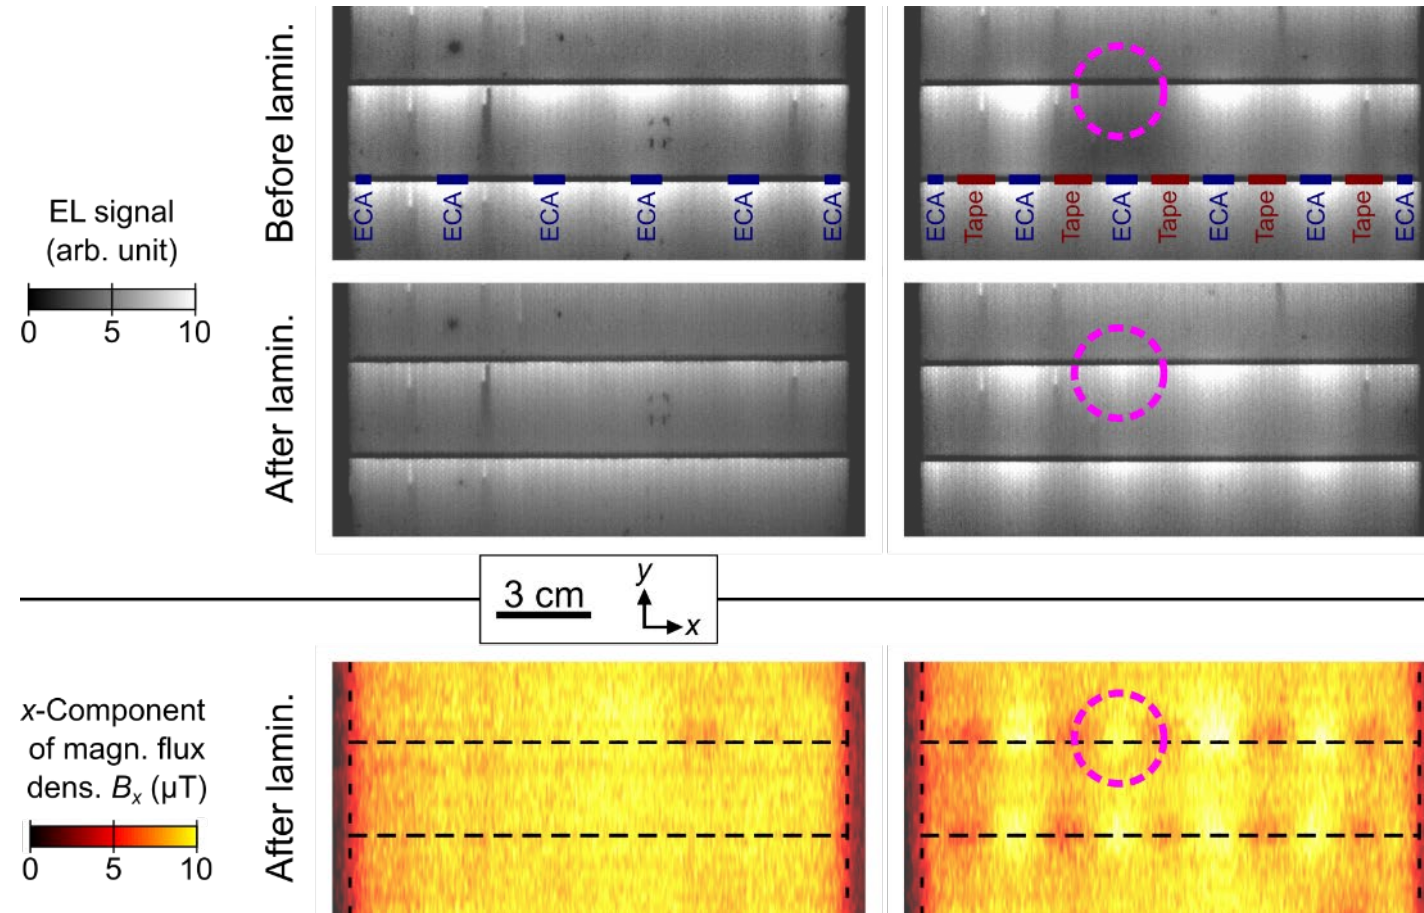 Before lamin.
EL signal
(arb. unit)
0 5 10
ECA ECA ECA ECA ECA ECA
ECA Tape ECA Tape ECA Tape ECA Tape ECA Tape ECA
After lamin.
3 cm
y
x
x-Component
of magn. flux
dens. Bx (µT)
0 5 10
After lamin.